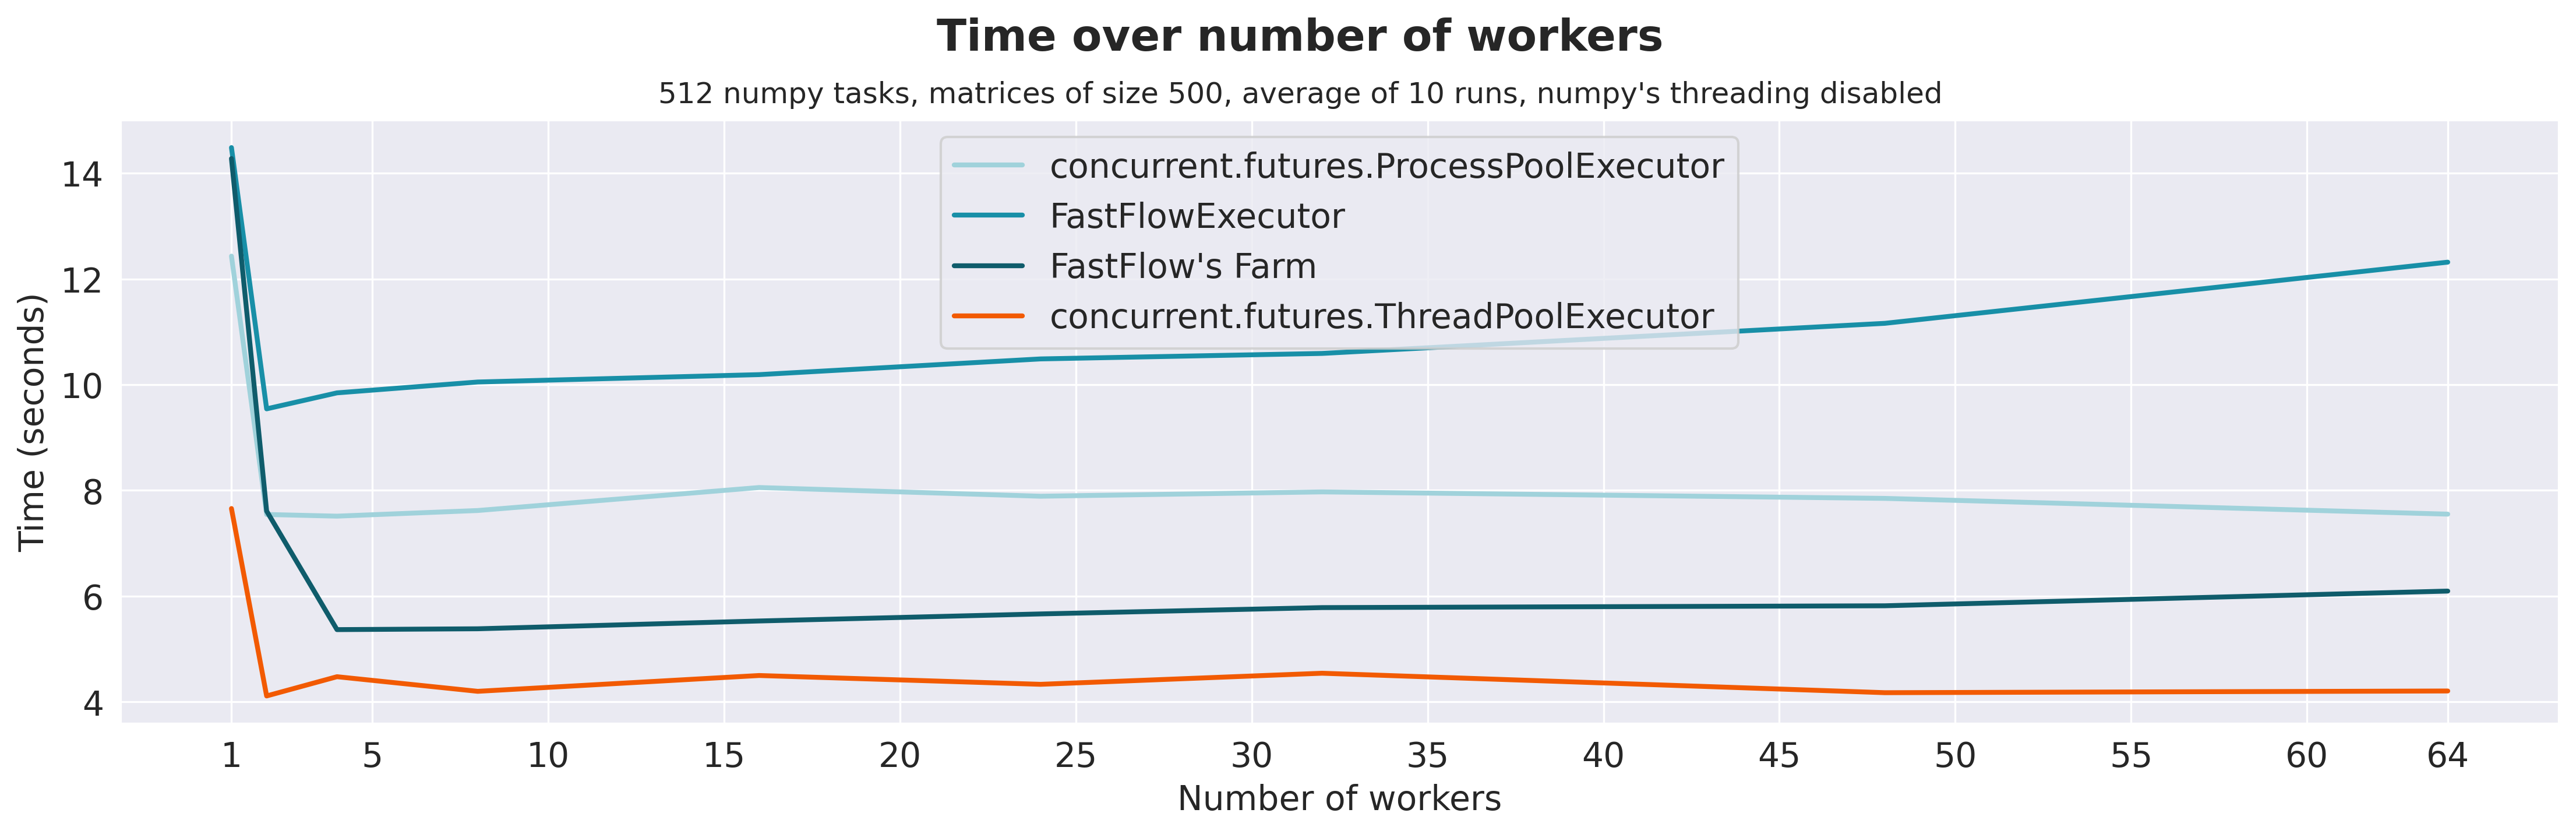 Time over number of workers
512 numpy tasks, matrices of size 500, average of 10 runs, numpy's threading disabled
concurrent.futures.ProcessPoolExecutor
FastFlowExecutor
FastFlow's Farm
concurrent.futures.ThreadPoolExecutor
Time (seconds)
14
12
10
8
6
4
1 5 10 15 20 25 30 35 40 45 50 55 60 64
Number of workers